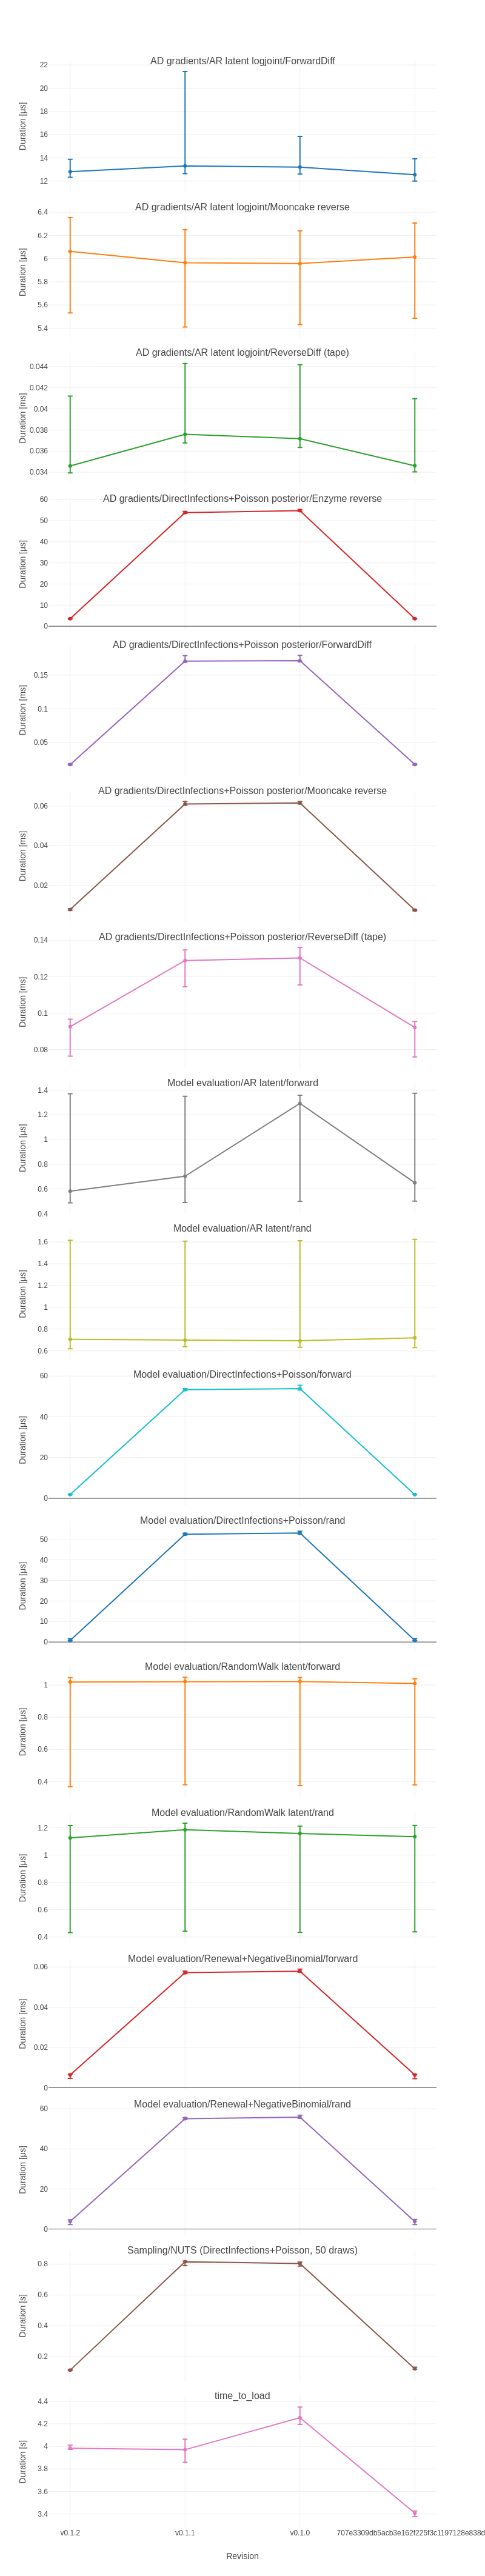 AD gradients/AR latent logjoint/ForwardDiff
22
20
18
16
14
12
Duration [µs]
AD gradients/AR latent logjoint/Mooncake reverse
6.4
6.2
6
5.8
5.6
5.4
Duration [µs]
AD gradients/AR latent logjoint/ReverseDiff (tape)
0.044
0.042
0.04
0.038
0.036
0.034
Duration [ms]
AD gradients/DirectInfections+Poisson posterior/Enzyme reverse
60
50
40
30
20
10
0
Duration [µs]
AD gradients/DirectInfections+Poisson posterior/ForwardDiff
0.15
0.1
0.05
Duration [ms]
AD gradients/DirectInfections+Poisson posterior/Mooncake reverse
0.06
0.04
0.02
Duration [ms]
AD gradients/DirectInfections+Poisson posterior/ReverseDiff (tape)
0.14
0.12
0.1
0.08
Duration [ms]
Model evaluation/AR latent/forward
1.4
1.2
1
0.8
0.6
0.4
Duration [µs]
Model evaluation/AR latent/rand
1.6
1.4
1.2
1
0.8
0.6
Duration [µs]
Model evaluation/DirectInfections+Poisson/forward
60
40
20
0
Duration [µs]
Model evaluation/DirectInfections+Poisson/rand
50
40
30
20
10
0
Duration [µs]
Model evaluation/RandomWalk latent/forward
1
0.8
0.6
0.4
Duration [µs]
Model evaluation/RandomWalk latent/rand
1.2
1
0.8
0.6
0.4
Duration [µs]
Model evaluation/Renewal+NegativeBinomial/forward
0.06
0.04
0.02
0
Duration [ms]
Model evaluation/Renewal+NegativeBinomial/rand
60
40
20
0
Duration [µs]
Sampling/NUTS (DirectInfections+Poisson, 50 draws)
0.8
0.6
0.4
0.2
Duration [s]
time_to_load
4.4
4.2
4
3.8
3.6
3.4
Duration [s]
v0.1.2 v0.1.1 v0.1.0 707e3309db5acb3e162f225f3c1197128e838d
Revision